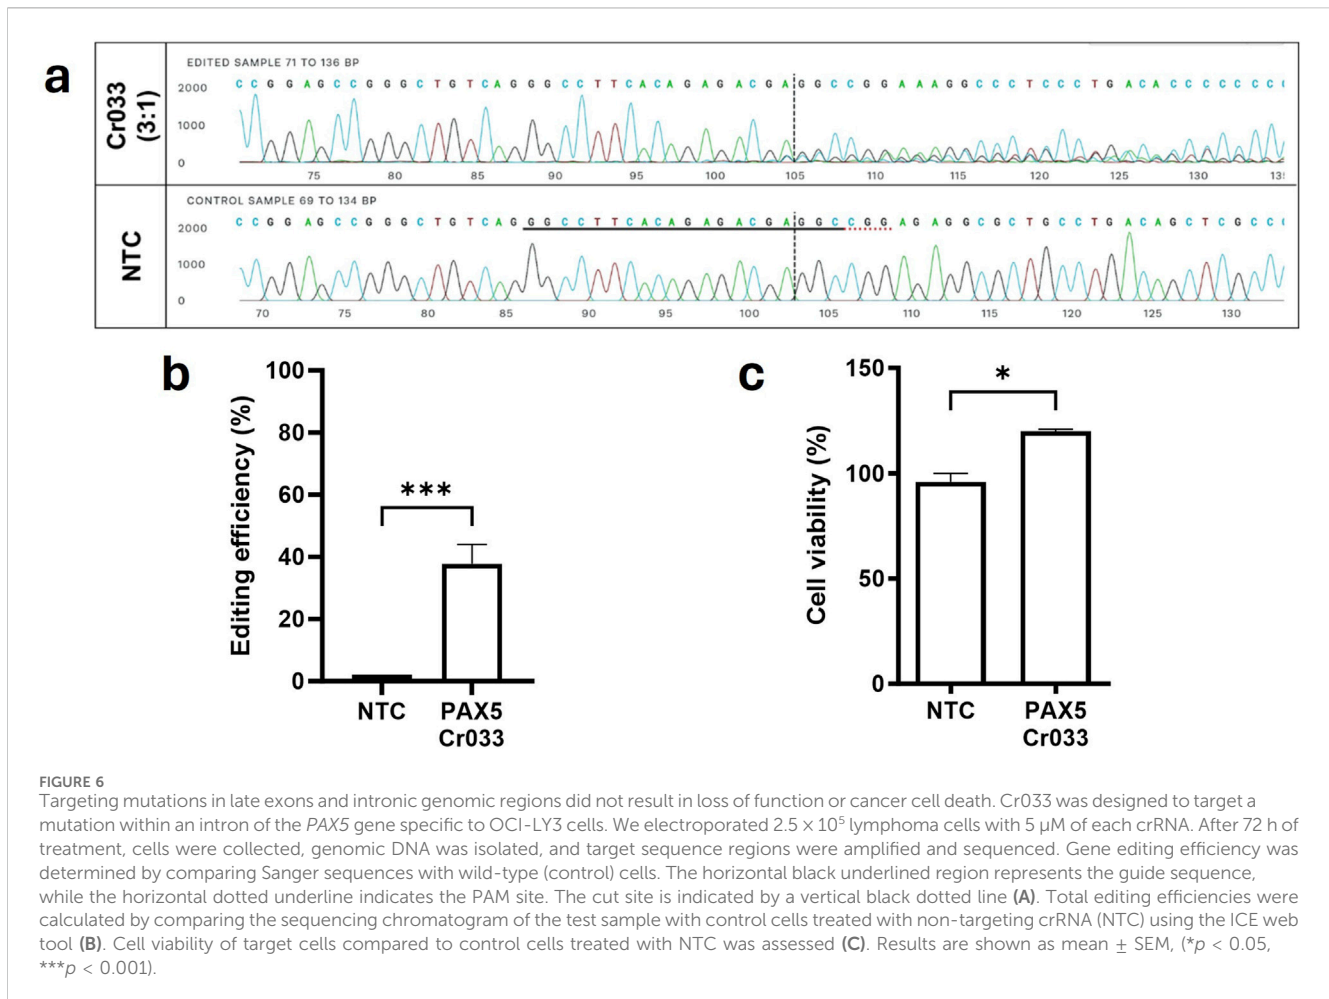 a
Cr033
(3:1)
EDITED SAMPLE 71 TO 136 BP
C C G G A G C C G G G C T G T C A G G G C C T T C A C A G A G A C G A G G C C G G A A A G G C C C T C C C T G A C A C C C C C C C
2000
1000
0
75 80 85 90 95 100 105 110 115 120 125 130
NTC
CONTROL SAMPLE 69 TO 134 BP
C C G G A G C C G G G C T G T C A G G G C C T T C A C A G A G A C G A G G C C G G A G A G G C G C T G C C T G A C A G C T C G C C
2000
1000
0
70 75 80 85 90 95 100 105 110 115 120 125 130
b
Editing efficiency (%)
100
80
60
40
20
0
***
NTC
PAX5
Cr033
c
Cell viability (%)
150
100
50
0
*
NTC
PAX5
Cr033
FIGURE 6
Targeting mutations in late exons and intronic genomic regions did not result in loss of function or cancer cell death. Cr033 was designed to target a
mutation within an intron of the PAX5 gene specific to OCI-LY3 cells. We electroporated 2.5 × 10⁵ lymphoma cells with 5 µM of each crRNA. After 72 h of
treatment, cells were collected, genomic DNA was isolated, and target sequence regions were amplified and sequenced. Gene editing efficiency was
determined by comparing Sanger sequences with wild-type (control) cells. The horizontal black underlined region represents the guide sequence,
while the horizontal dotted underline indicates the PAM site. The cut site is indicated by a vertical black dotted line (A). Total editing efficiencies were
calculated by comparing the sequencing chromatogram of the test sample with control cells treated with non-targeting crRNA (NTC) using the ICE web
tool (B). Cell viability of target cells compared to control cells treated with NTC was assessed (C). Results are shown as mean ± SEM, (*p < 0.05,
***p < 0.001).